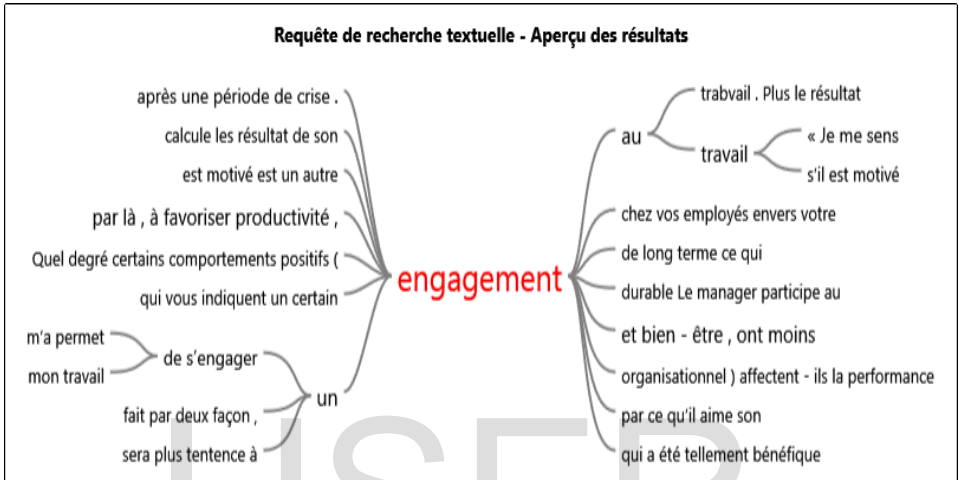 Requête de recherche textuelle - Aperçu des résultats
après une période de crise .
calcule les résultat de son
est motivé est un autre
par là , à favoriser productivité ,
Quel degré certains comportements positifs (
qui vous indiquent un certain
m'a permet
mon travail
de s'engager
fait par deux façon ,
sera plus tentence à
un
engagement
au
trabvail . Plus le résultat
travail
« Je me sens
s'il est motivé
chez vos employés envers votre
de long terme ce qui
durable Le manager participe au
et bien - être , ont moins
organisationnel ) affectent - ils la performance
par ce qu'il aime son
qui a été tellement bénéfique
USER